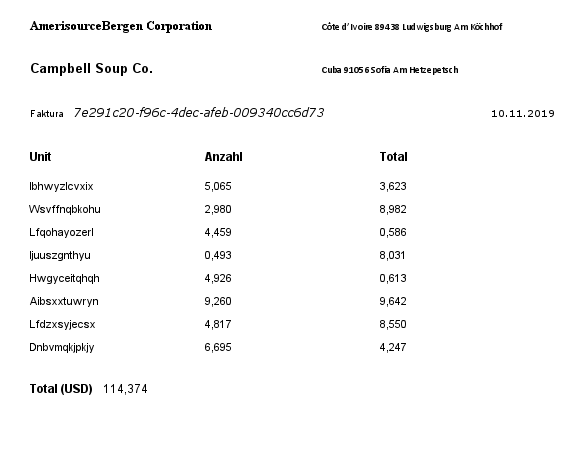 AmerisourceBergen Corporation Côte d'Ivoire 89438 Ludwigsburg Am Köchhof
Campbell Soup Co. Cuba 91056 Sofia Am Hetzepetsch
Faktura 7e291c20-f96c-4dec-afeb-009340cc6d73 10.11.2019
Unit Anzahl Total
Ibhwyzlcvxix 5,065 3,623
Wsvffnqbkohu 2,980 8,982
Lfqohayozerl 4,459 0,586
Ijuuszgnthyu 0,493 8,031
Hwgyceitqhqh 4,926 0,613
Aibsxxtuwryn 9,260 9,642
Lfdzxsyjecsx 4,817 8,550
Dnbvmqkjpkjy 6,695 4,247
Total (USD) 114,374